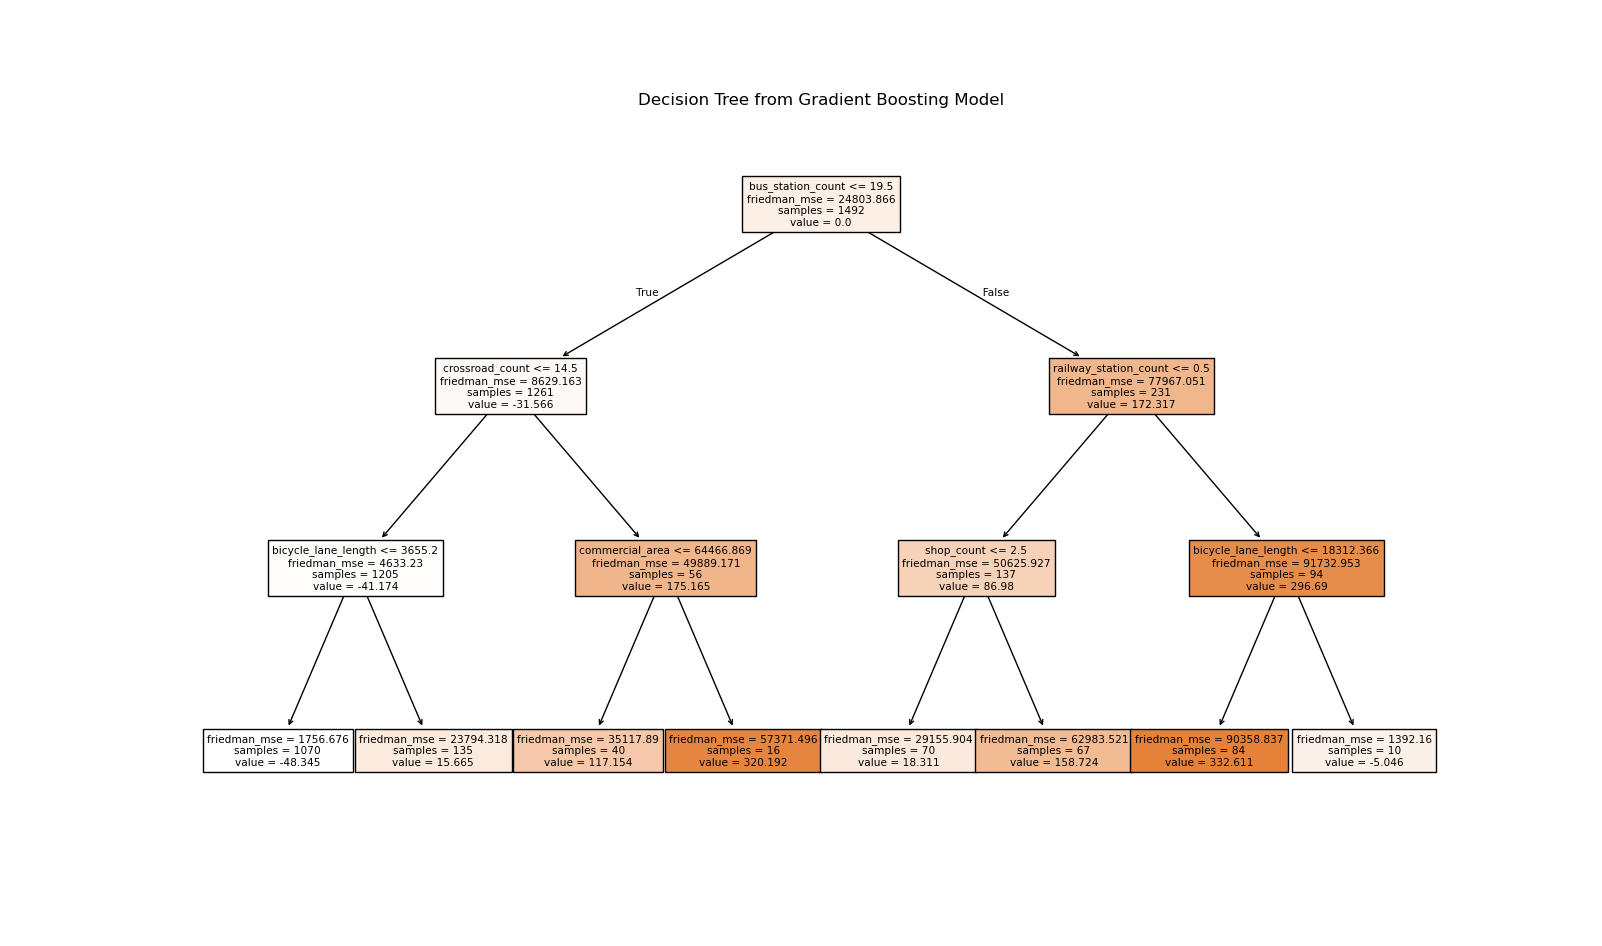 Decision Tree from Gradient Boosting Model
bus_station_count <= 19.5
friedman_mse = 24803.866
samples = 1492
value = 0.0
True
False
crossroad_count <= 14.5
friedman_mse = 8629.163
samples = 1261
value = -31.566
railway_station_count <= 0.5
friedman_mse = 77967.051
samples = 231
value = 172.317
bicycle_lane_length <= 3655.2
friedman_mse = 4633.23
samples = 1205
value = -41.174
commercial_area <= 64466.869
friedman_mse = 49889.171
samples = 56
value = 175.165
shop_count <= 2.5
friedman_mse = 50625.927
samples = 137
value = 86.98
bicycle_lane_length <= 18312.366
friedman_mse = 91732.953
samples = 94
value = 296.69
friedman_mse = 1756.676
samples = 1070
value = -48.345
friedman_mse = 23794.318
samples = 135
value = 15.665
friedman_mse = 35117.89
samples = 40
value = 117.154
friedman_mse = 57371.496
samples = 16
value = 320.192
friedman_mse = 29155.904
samples = 70
value = 18.311
friedman_mse = 62983.521
samples = 67
value = 158.724
friedman_mse = 90358.837
samples = 84
value = 332.611
friedman_mse = 1392.16
samples = 10
value = -5.046